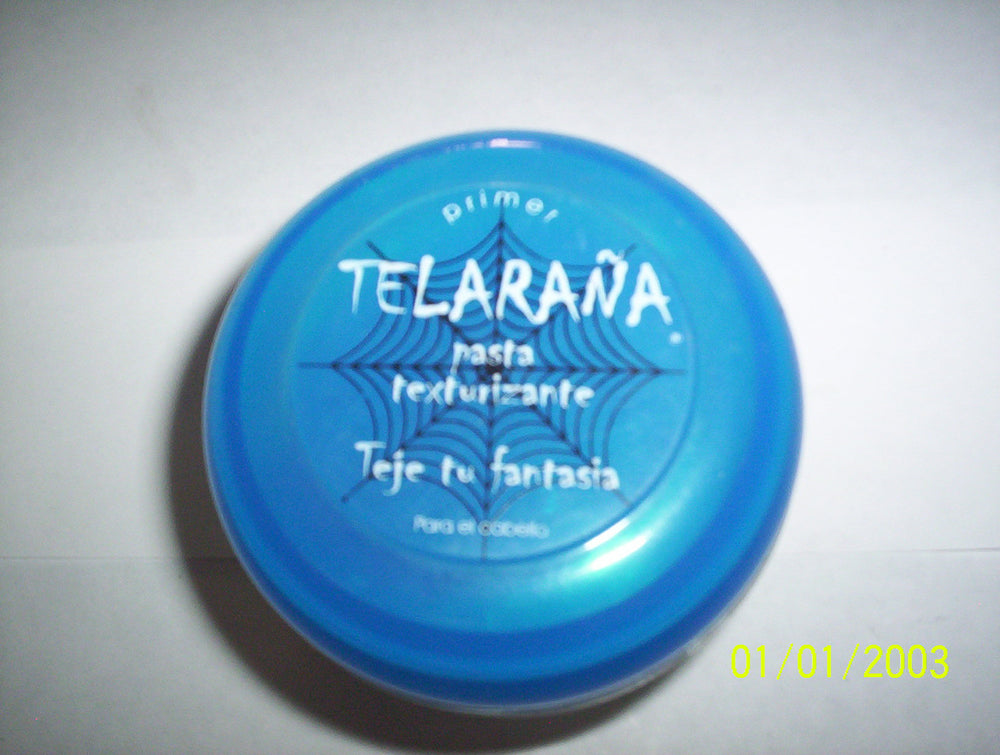 primer
TELARAÑA
pasta
texturizante
Teje tu fantasia
Para el cabello
01/01/2003